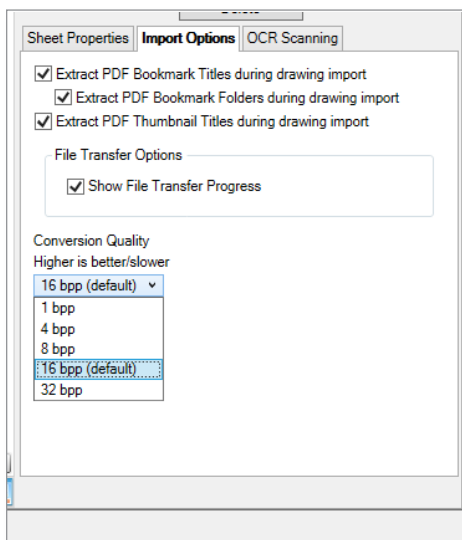 Sheet Properties Import Options OCR Scanning
Extract PDF Bookmark Titles during drawing import
Extract PDF Bookmark Folders during drawing import
Extract PDF Thumbnail Titles during drawing import
File Transfer Options
Show File Transfer Progress
Conversion Quality
Higher is better/slower
16 bpp (default)
1 bpp
4 bpp
8 bpp
16 bpp (default)
32 bpp